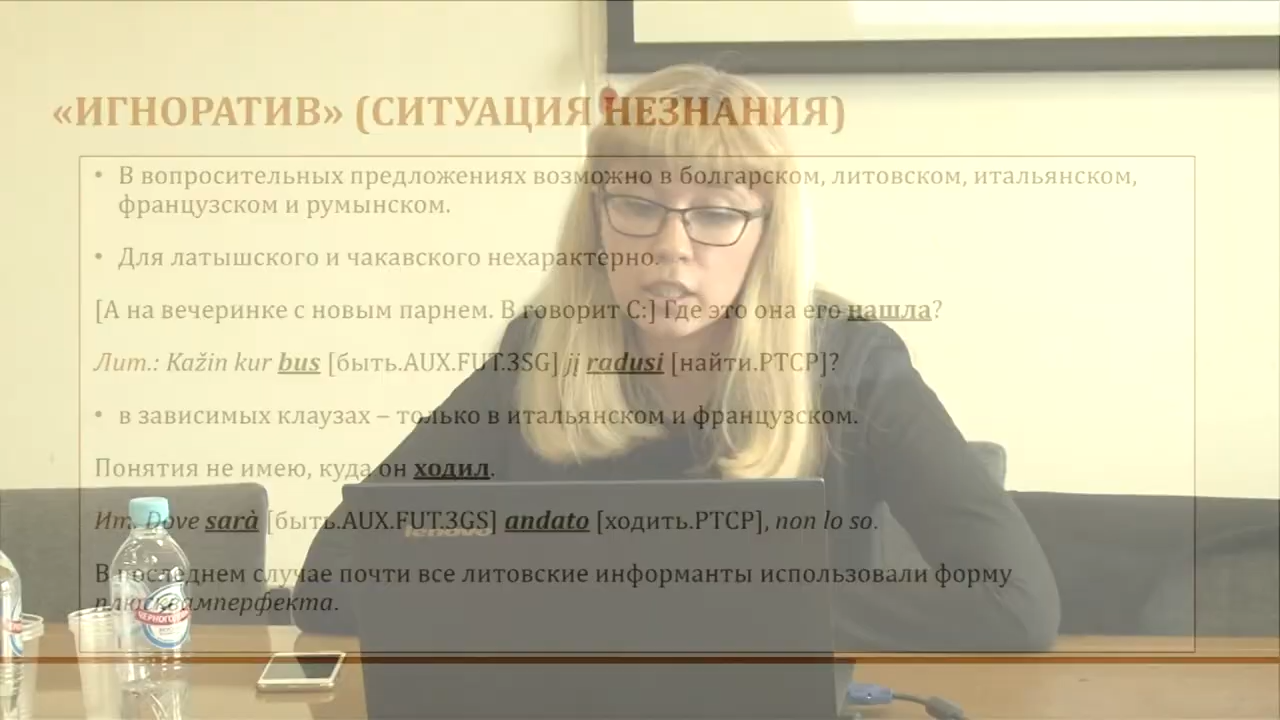 «ИГНОРАТИВ» (СИТУАЦИЯ НЕЗНАНИЯ)
• В вопросительных предложениях возможно в болгарском, литовском, итальянском,
французском и румынском.
• Для латышского и чакавского нехарактерно.
[А на вечеринке с новым парнем. В говорит С:] Где это она его нашла?
Лит.: Kažin kur bus [быть.AUX.FUT.3SG] jį radusi [найти.PTCP]?
• в зависимых клаузах – только в итальянском и французском.
Понятия не имею, куда он ходил.
Ит. Dove sarà [быть.AUX.FUT.3GS] andato [ходить.PTCP], non lo so.
lenovo
В последнем случае почти все литовские информанты использовали форму
плюсквамперфекта.